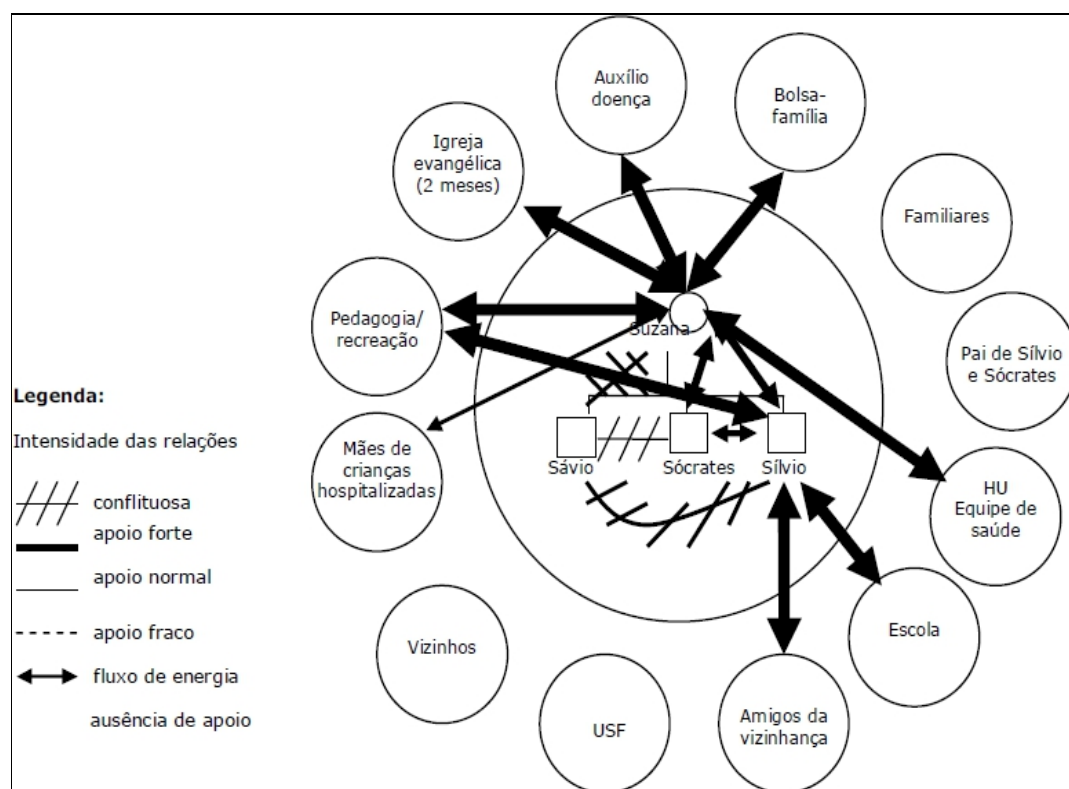 Auxílio
doença
Bolsa-
família
Igreja
evangélica
(2 meses)
Familiares
Pedagogia/
recreação
Suzana
Pai de Sílvio
e Sócrates
Legenda:
Intensidade das relações
conflituosa
apoio forte
apoio normal
apoio fraco
fluxo de energia
ausência de apoio
Mães de
crianças
hospitalizadas
Sávio
Sócrates
Sílvio
HU
Equipe de
saúde
Escola
Vizinhos
USF
Amigos da
vizinhança